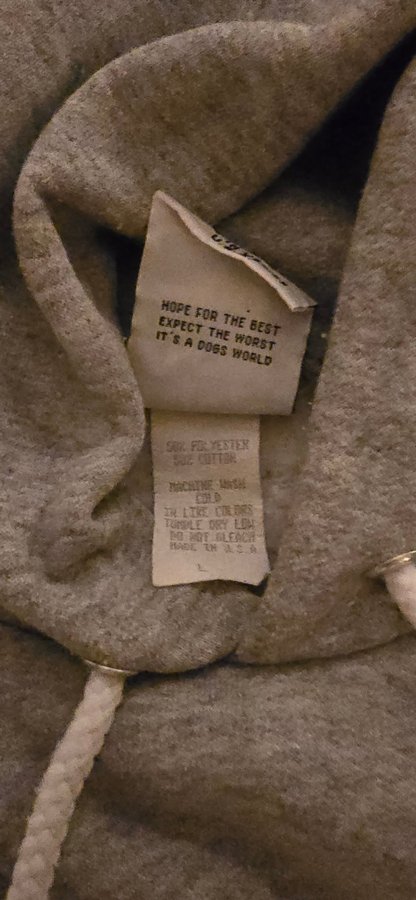 HOPE FOR THE BEST
EXPECT THE WORST
IT'S A DOGS WORLD
50% POLYESTER
50% COTTON
MACHINE WASH
COLD
IN LIKE COLORS
TUMBLE DRY LOW
DO NOT BLEACH
MADE IN U.S.A
L